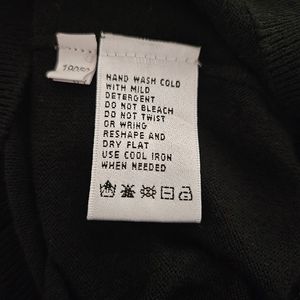 HAND WASH COLD
WITH MILD
DETERGENT
DO NOT BLEACH
DO NOT TWIST
OR WRING
RESHAPE AND
DRY FLAT
USE COOL IRON
WHEN NEEDED